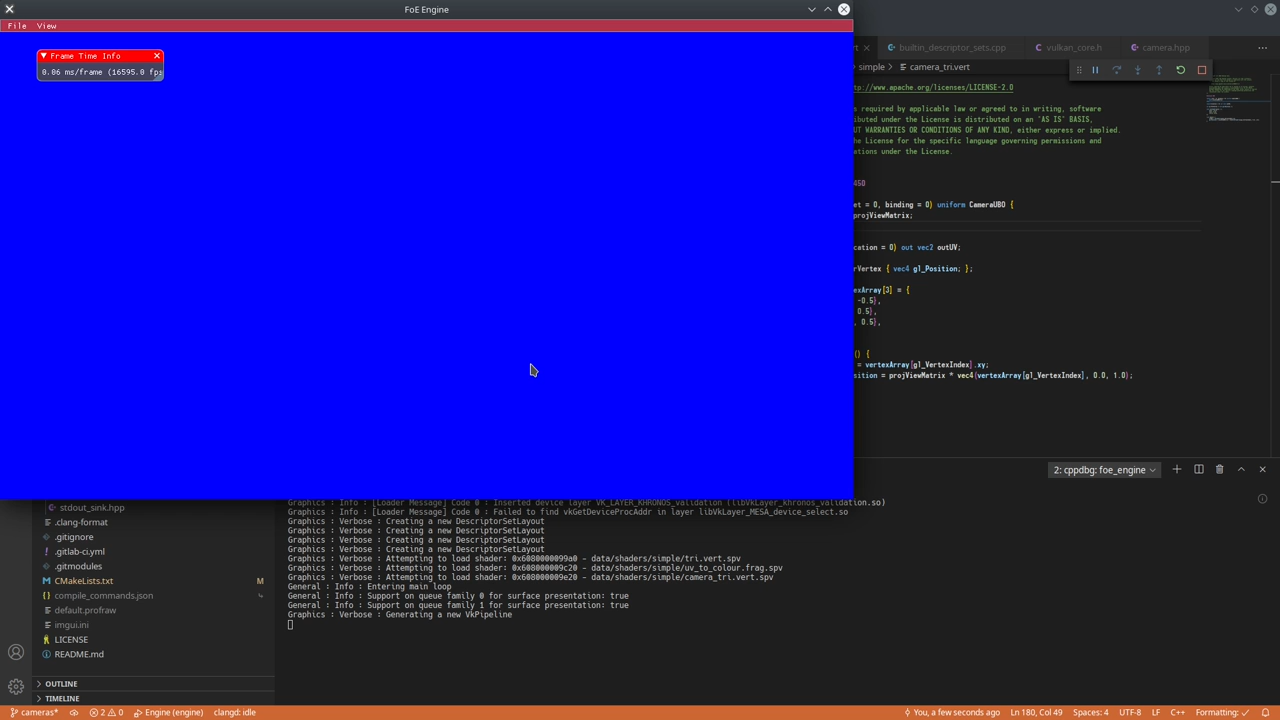 FoE Engine
File View
Frame Time Info
0.06 ms/frame (16595.0 fp
builtin_descriptor_sets.cpp
vulkan_core.h
camera.hpp
simple > camera_tri.vert
tp://www.apache.org/licenses/LICENSE-2.0
s required by applicable law or agreed to in writing, software
ibuted under the License is distributed on an "AS IS" BASIS,
UT WARRANTIES OR CONDITIONS OF ANY KIND, either express or implied.
he License for the specific language governing permissions and
ations under the License.
450
et = 0, binding = 0) uniform CameraUBO {
projViewMatrix;
cation = 0) out vec2 outUV;
rVertex { vec4 gl_Position; };
exArray[3] = {
-0.5},
0.5},
, 0.5},
() {
= vertexArray[gl_VertexIndex].xy;
sition = projViewMatrix * vec4(vertexArray[gl_VertexIndex], 0.0, 1.0);
2: cppdbg: foe_engine
Graphics : Info : [Loader Message] Code 0 : Inserted device layer VK_LAYER_KHRONOS_validation (libVkLayer_khronos_validation.so)
Graphics : Info : [Loader Message] Code 0 : Failed to find vkGetDeviceProcAddr in layer libVkLayer_MESA_device_select.so
Graphics : Verbose : Creating a new DescriptorSetLayout
Graphics : Verbose : Creating a new DescriptorSetLayout
Graphics : Verbose : Creating a new DescriptorSetLayout
Graphics : Verbose : Creating a new DescriptorSetLayout
Graphics : Verbose : Attempting to load shader: 0x6080000099a0 - data/shaders/simple/tri.vert.spv
Graphics : Verbose : Attempting to load shader: 0x608000009c20 - data/shaders/simple/uv_to_colour.frag.spv
Graphics : Verbose : Attempting to load shader: 0x608000009e20 - data/shaders/simple/camera_tri.vert.spv
General : Info : Entering main loop
General : Info : Support on queue family 0 for surface presentation: true
General : Info : Support on queue family 1 for surface presentation: true
Graphics : Verbose : Generating a new VkPipeline
stdout_sink.hpp
.clang-format
.gitignore
.gitlab-ci.yml
.gitmodules
CMakeLists.txt M
compile_commands.json
default.profraw
imgui.ini
LICENSE
README.md
OUTLINE
TIMELINE
cameras* 2 0 Engine (engine) clangd: idle You, a few seconds ago Ln 180, Col 49 Spaces: 4 UTF-8 LF C++ Formatting: ✓